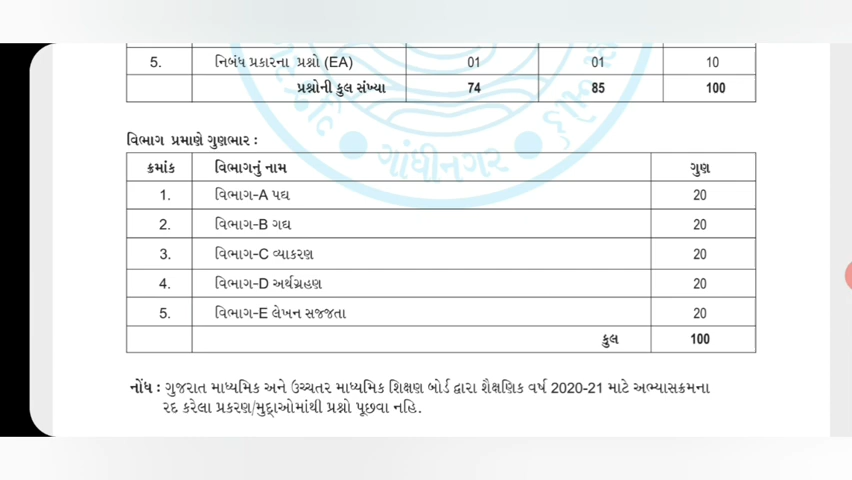 5. નિબંધ પ્રકારના પ્રશ્નો (EA) 01 01 10
પ્રશ્નોની કુલ સંખ્યા 74 85 100
વિભાગ પ્રમાણે ગુણભાર :
ક્રમાંક વિભાગનું નામ ગુણ
1. વિભાગ-A પદ્ય 20
2. વિભાગ-B ગદ્ય 20
3. વિભાગ-C વ્યાકરણ 20
4. વિભાગ-D અર્થગ્રહણ 20
5. વિભાગ-E લેખન સજ્જતા 20
કુલ 100
ગાંધીનગર
નોંધ : ગુજરાત માધ્યમિક અને ઉચ્ચતર માધ્યમિક શિક્ષણ બોર્ડ દ્વારા શૈક્ષણિક વર્ષ 2020-21 માટે અભ્યાસક્રમના
રદ કરેલા પ્રકરણ/મુદ્દાઓમાંથી પ્રશ્નો પૂછવા નહિ.